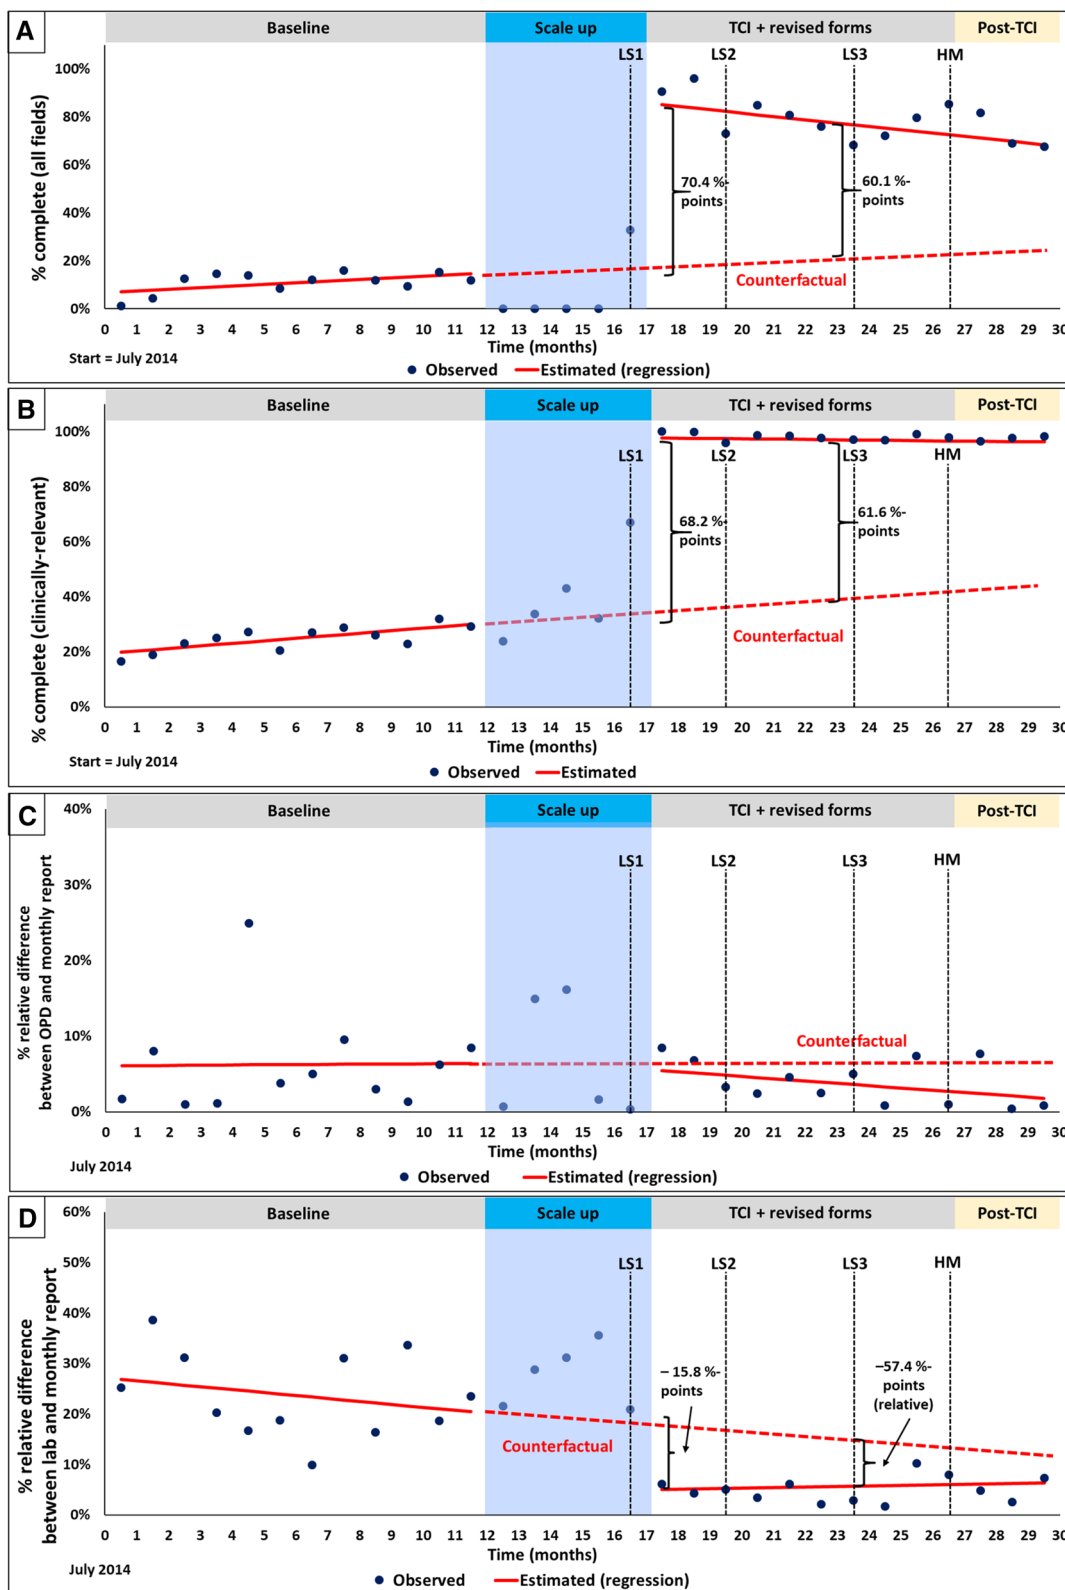 A
Baseline
Scale up
TCI + revised forms
Post-TCI
LS1
LS2
LS3
HM
% complete (all fields)
100%
80%
60%
40%
20%
0%
70.4 %-
points
60.1 %-
points
Counterfactual
0 1 2 3 4 5 6 7 8 9 10 11 12 13 14 15 16 17 18 19 20 21 22 23 24 25 26 27 28 29 30
Time (months)
Start = July 2014
Observed
Estimated (regression)
B
Baseline
Scale up
TCI + revised forms
Post-TCI
LS1
LS2
LS3
HM
% complete (clinically-relevant)
100%
80%
60%
40%
20%
0%
68.2 %-
points
61.6 %-
points
Counterfactual
0 1 2 3 4 5 6 7 8 9 10 11 12 13 14 15 16 17 18 19 20 21 22 23 24 25 26 27 28 29 30
Time (months)
Start = July 2014
Observed
Estimated
C
Baseline
Scale up
TCI + revised forms
Post-TCI
LS1
LS2
LS3
HM
% relative difference
between OPD and monthly report
40%
30%
20%
10%
0%
Counterfactual
0 1 2 3 4 5 6 7 8 9 10 11 12 13 14 15 16 17 18 19 20 21 22 23 24 25 26 27 28 29 30
Time (months)
July 2014
Observed
Estimated (regression)
D
Baseline
Scale up
TCI + revised forms
Post-TCI
LS1
LS2
LS3
HM
% relative difference
between lab and monthly report
60%
50%
40%
30%
20%
10%
0%
– 15.8 %-
points
–57.4 %-
points
(relative)
Counterfactual
0 1 2 3 4 5 6 7 8 9 10 11 12 13 14 15 16 17 18 19 20 21 22 23 24 25 26 27 28 29 30
Time (months)
July 2014
Observed
Estimated (regression)